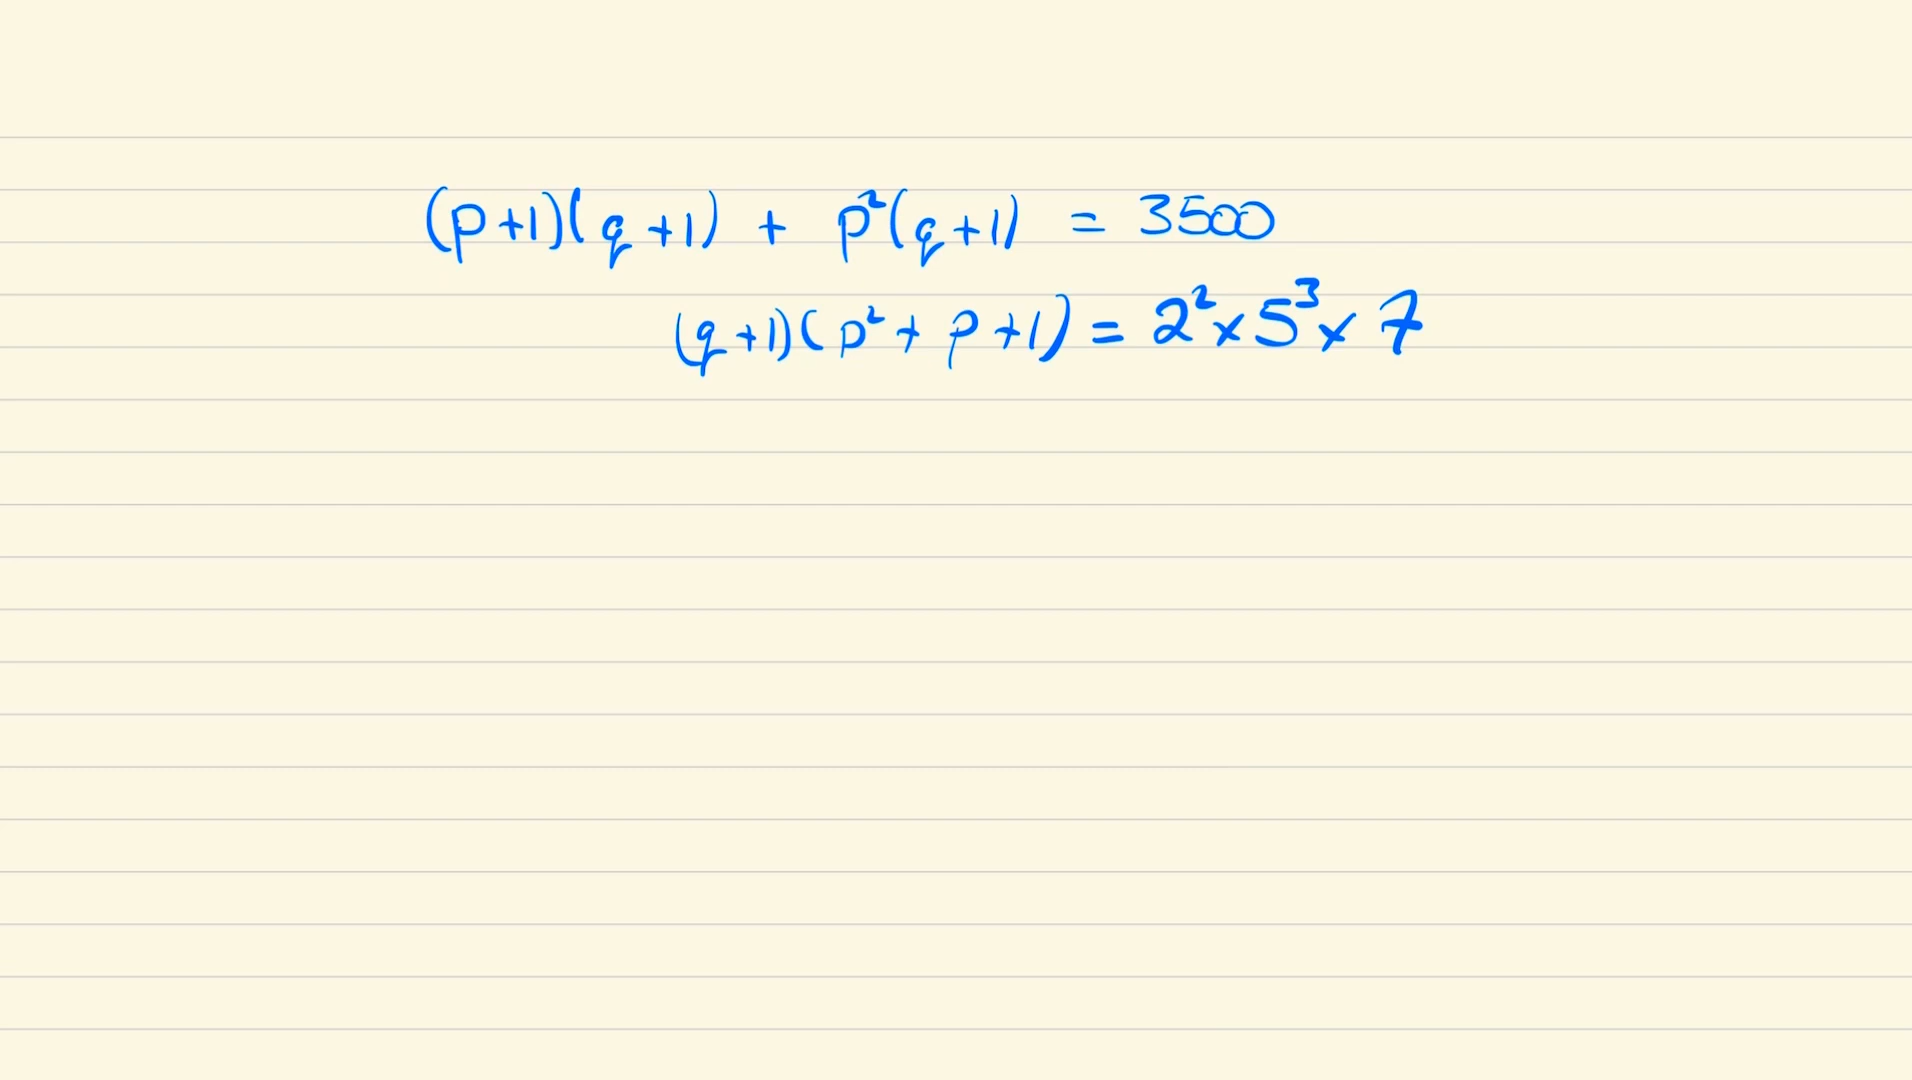 (p+1)(q+1) + p²(q+1) = 3500
(q+1)(p²+p+1) = 2²×5³×7